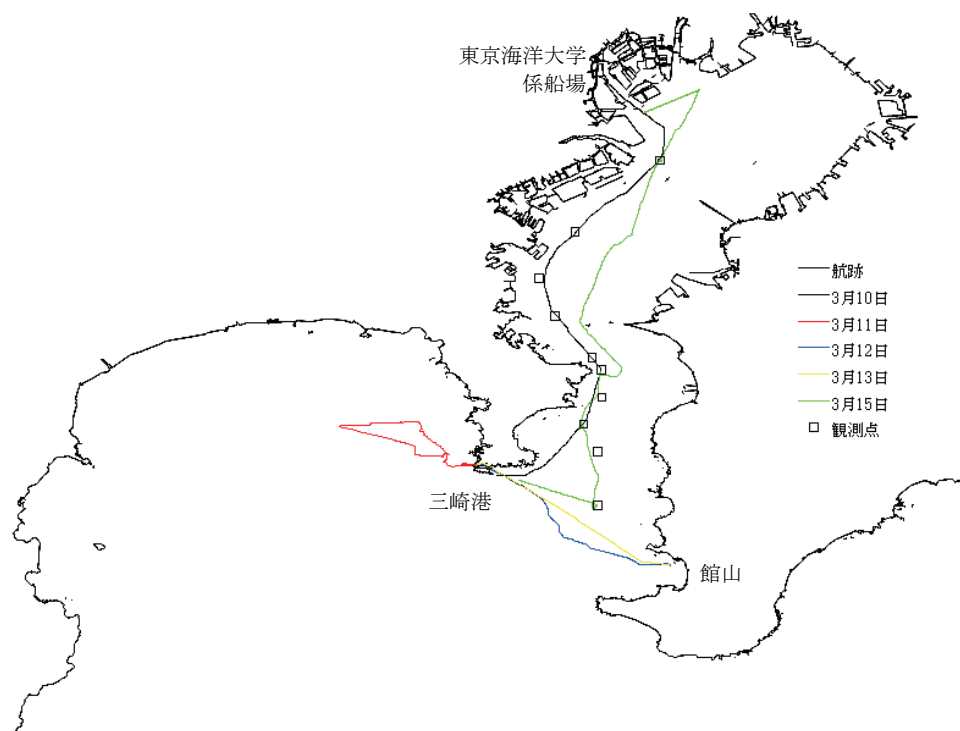 東京海洋大学
係船場
航跡
3月10日
3月11日
3月12日
3月13日
3月15日
観測点
三崎港
館山